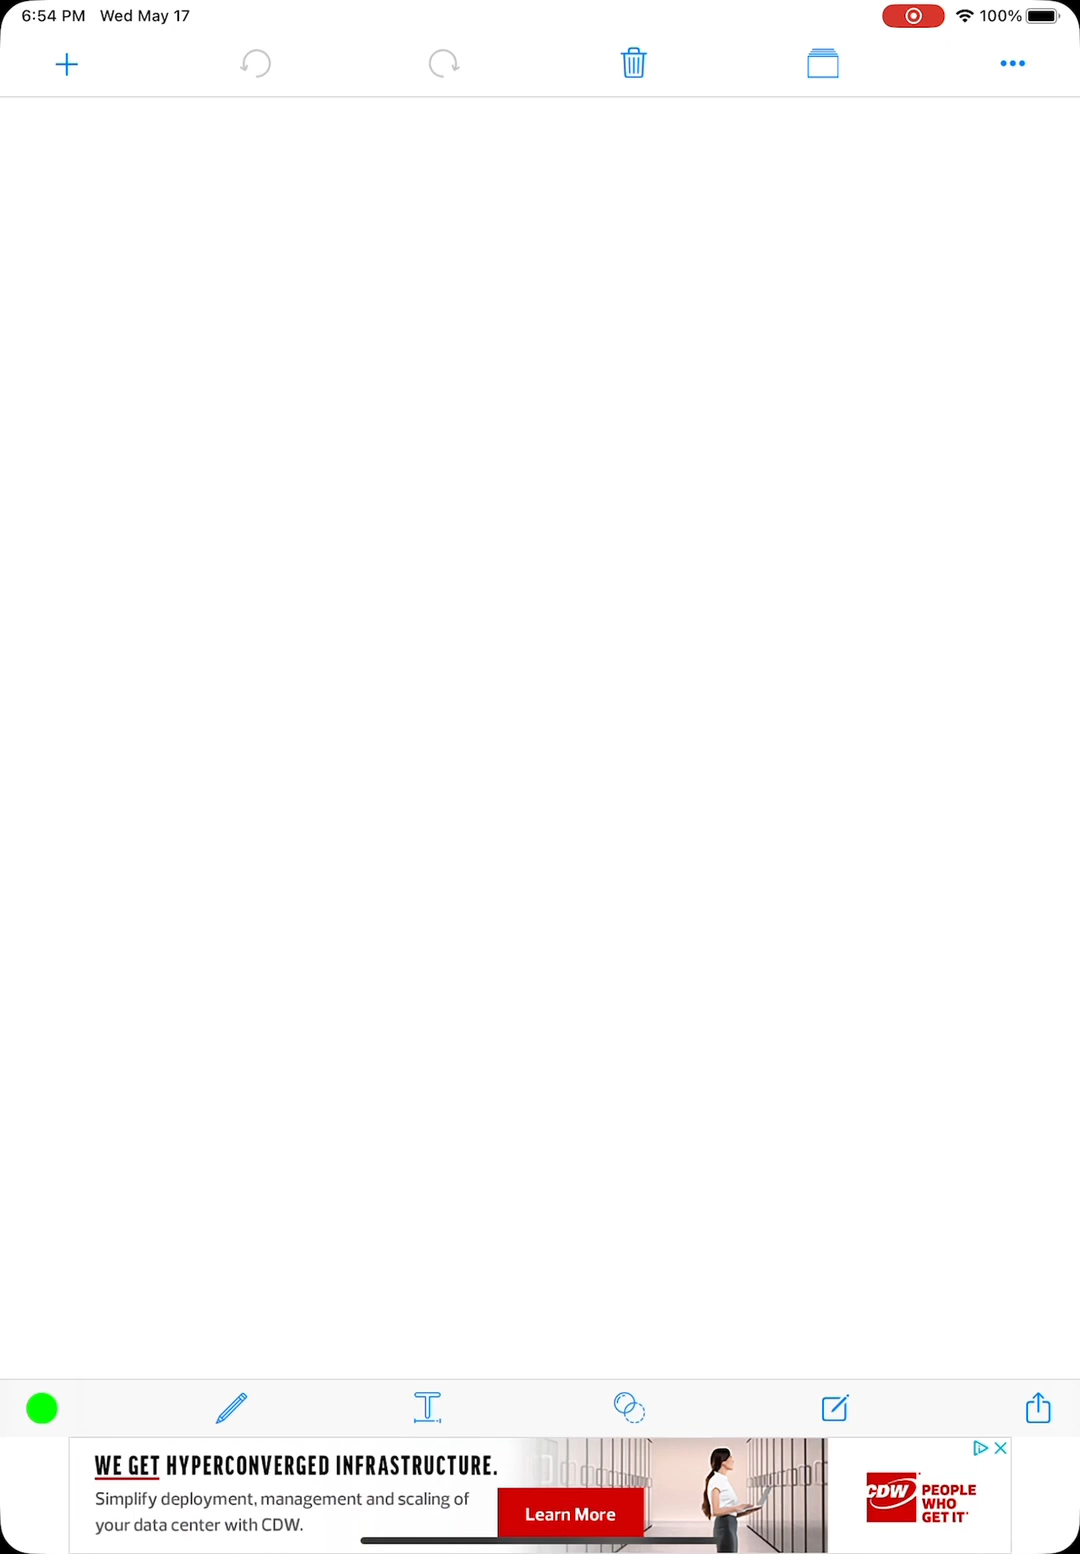 6:54 PM Wed May 17
100%
WE GET HYPERCONVERGED INFRASTRUCTURE.
Simplify deployment, management and scaling of
your data center with CDW.
Learn More
CDW
PEOPLE
WHO
GET IT